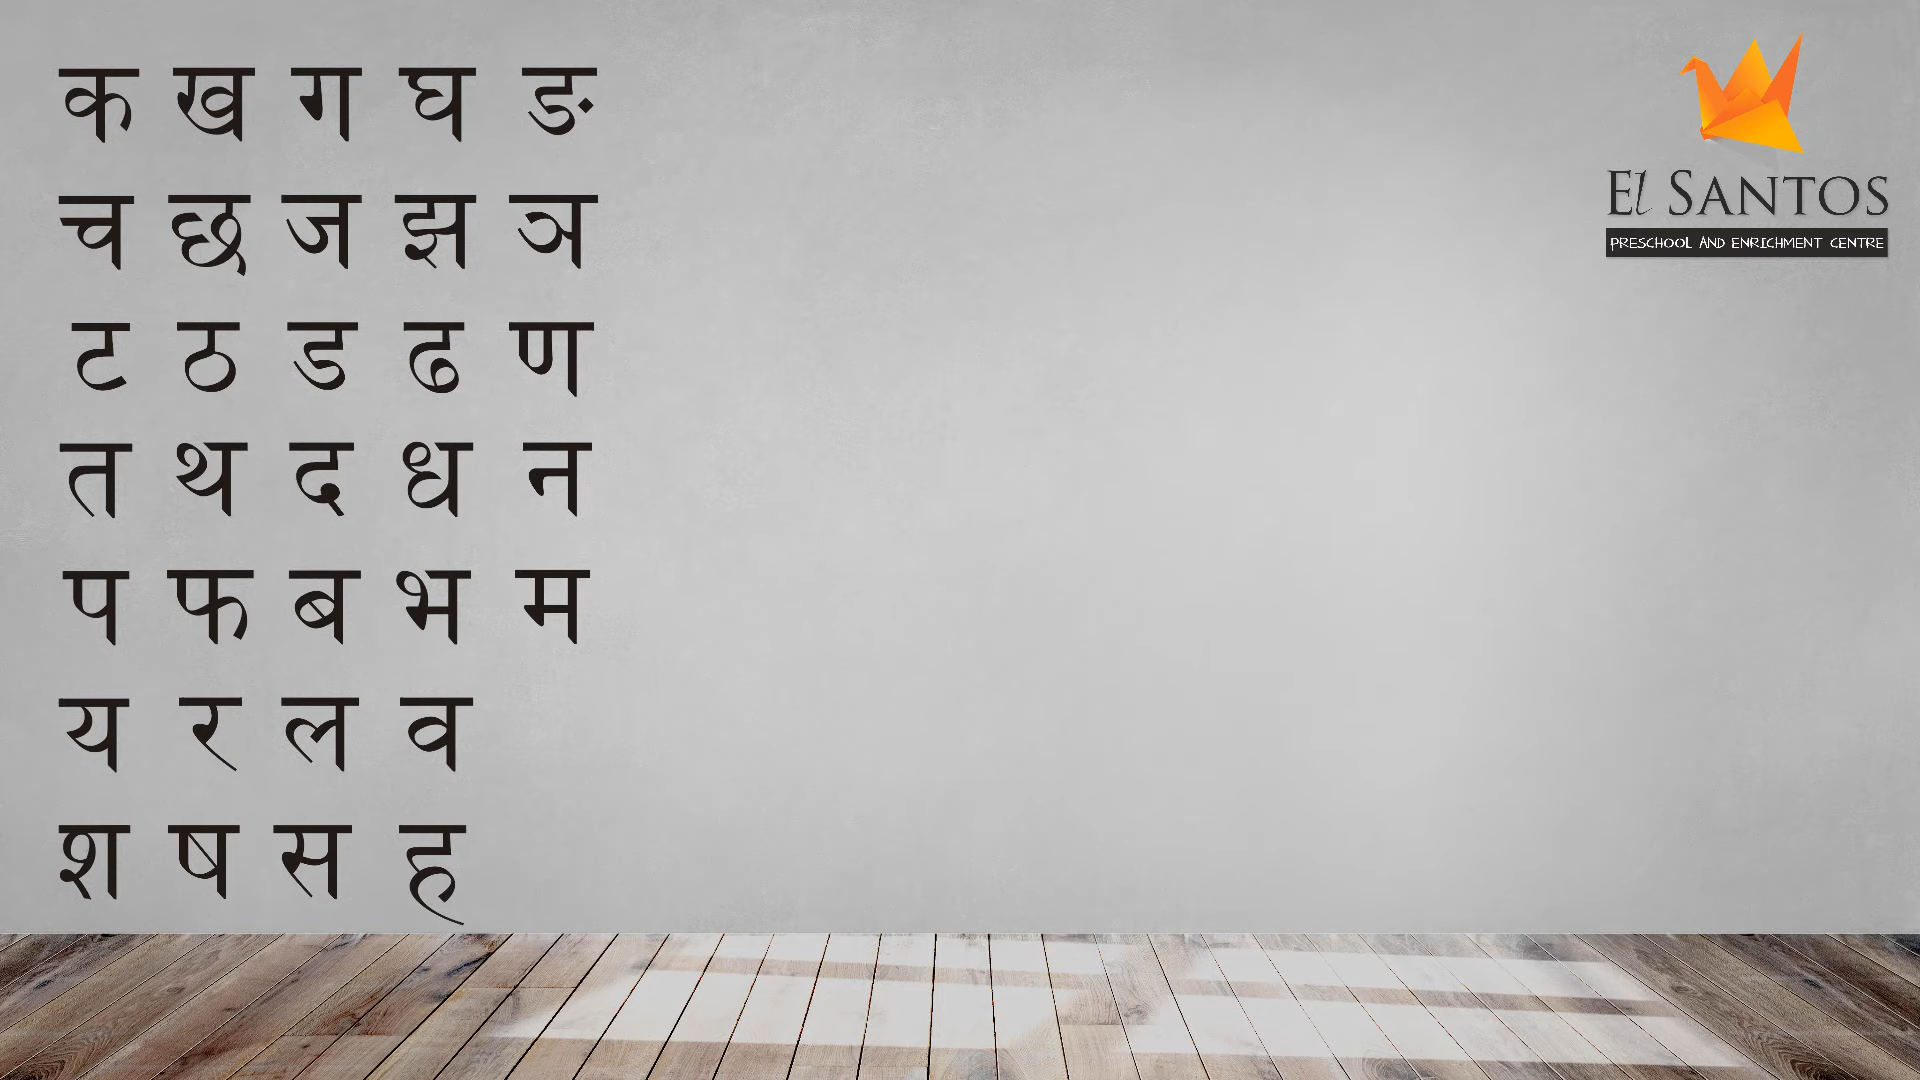 क ख ग घ ङ
च छ ज झ ञ
ट ठ ड ढ ण
त थ द ध न
प फ ब भ म
य र ल व
श ष स ह
El SANTOS
PRESCHOOL AND ENRICHMENT CENTRE